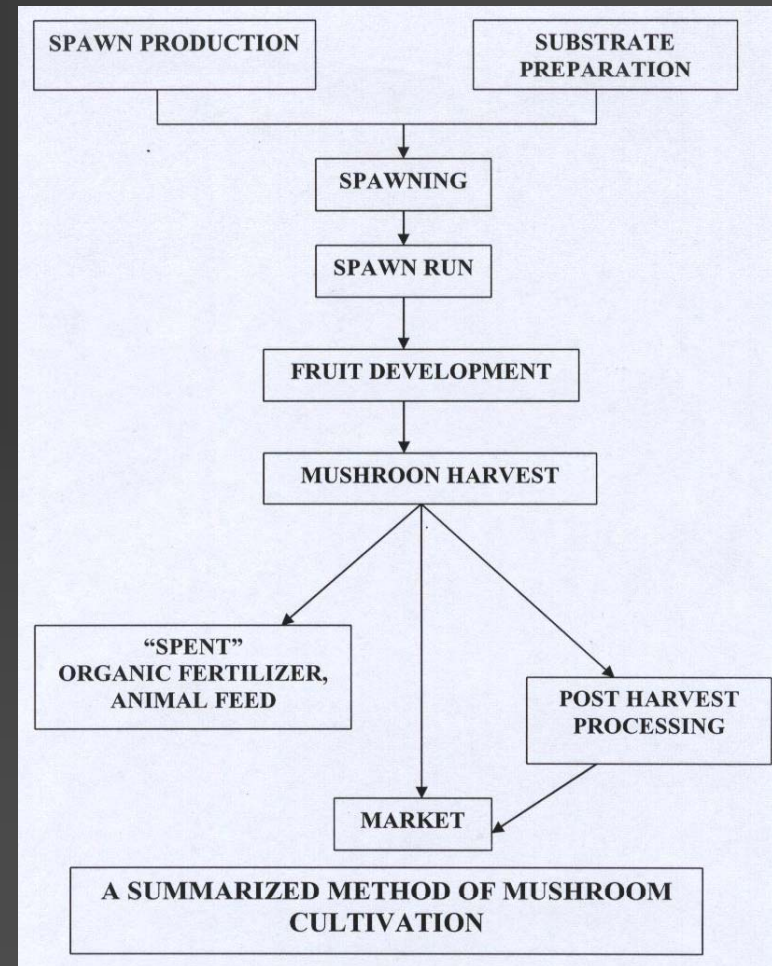 SPAWN PRODUCTION
SUBSTRATE
PREPARATION
SPAWNING
SPAWN RUN
FRUIT DEVELOPMENT
MUSHROON HARVEST
“SPENT”
ORGANIC FERTILIZER,
ANIMAL FEED
POST HARVEST
PROCESSING
MARKET
A SUMMARIZED METHOD OF MUSHROOM
CULTIVATION